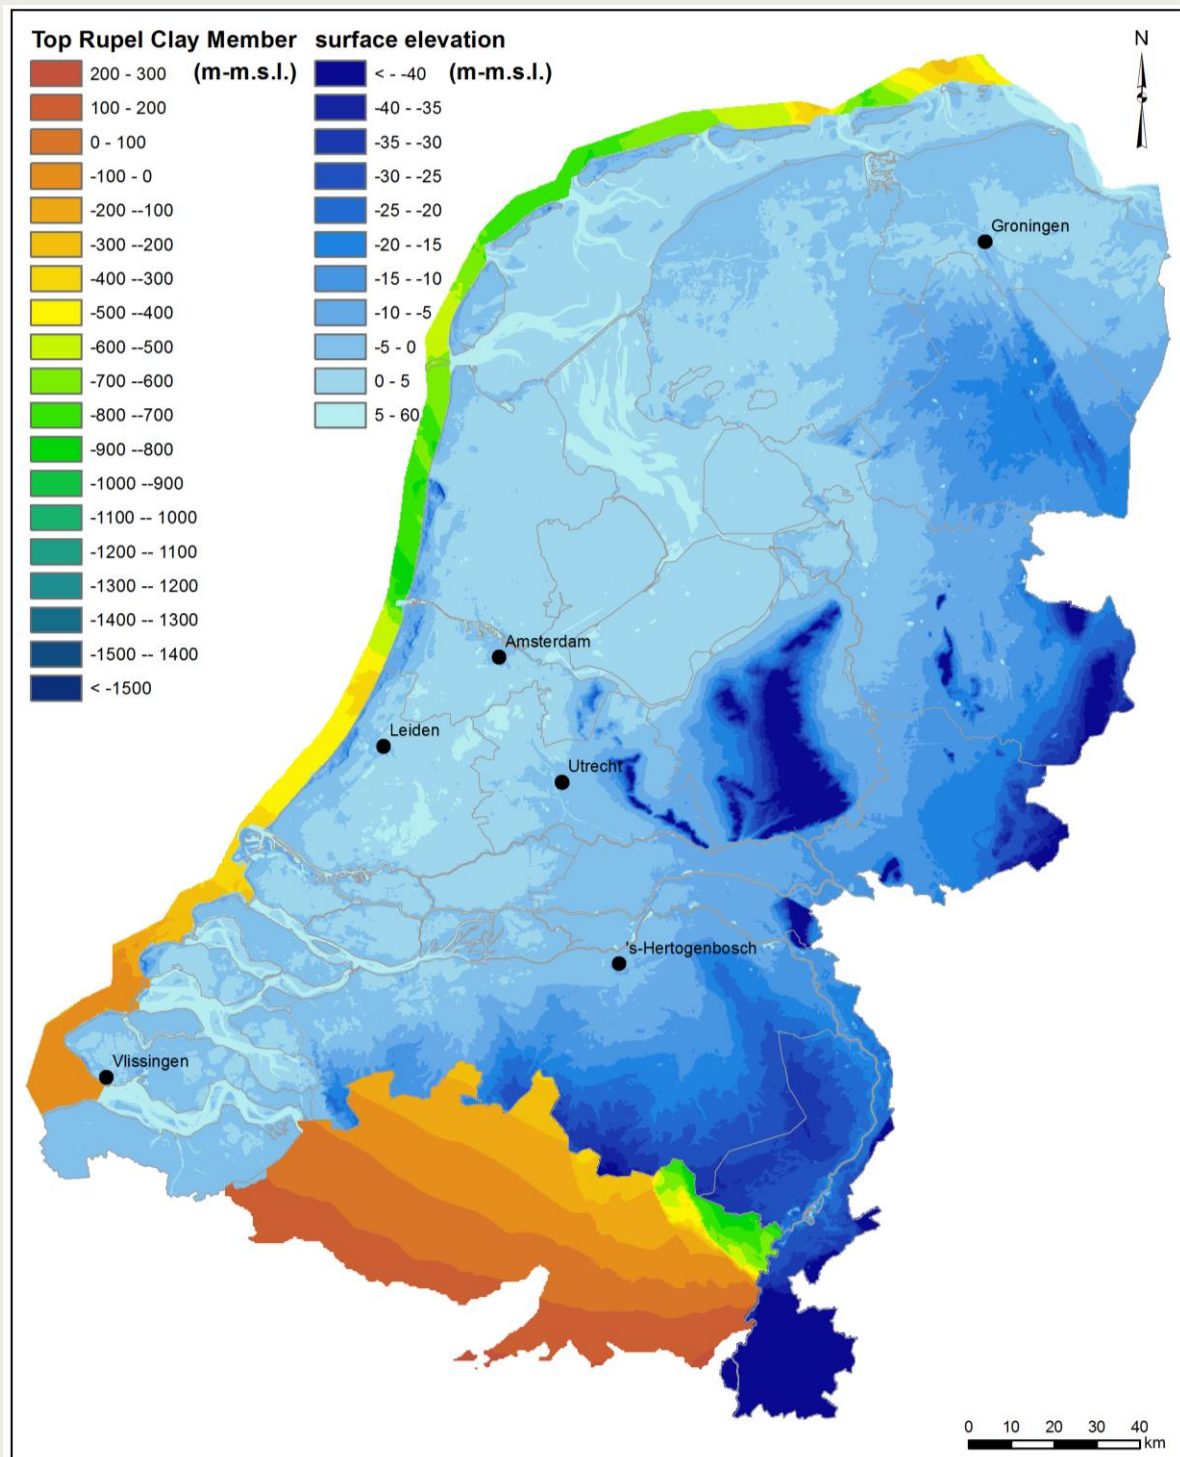 Top Rupel Clay Member
(m-m.s.l.)
200 - 300
100 - 200
0 - 100
-100 - 0
-200 --100
-300 --200
-400 --300
-500 --400
-600 --500
-700 --600
-800 --700
-900 --800
-1000 --900
-1100 -- 1000
-1200 -- 1100
-1300 -- 1200
-1400 -- 1300
-1500 -- 1400
< -1500
surface elevation
(m-m.s.l.)
< - -40
-40 - -35
-35 - -30
-30 - -25
-25 - -20
-20 - -15
-15 - -10
-10 - -5
-5 - 0
0 - 5
5 - 60
N
Groningen
Amsterdam
Leiden
Utrecht
's-Hertogenbosch
Vlissingen
0 10 20 30 40
km